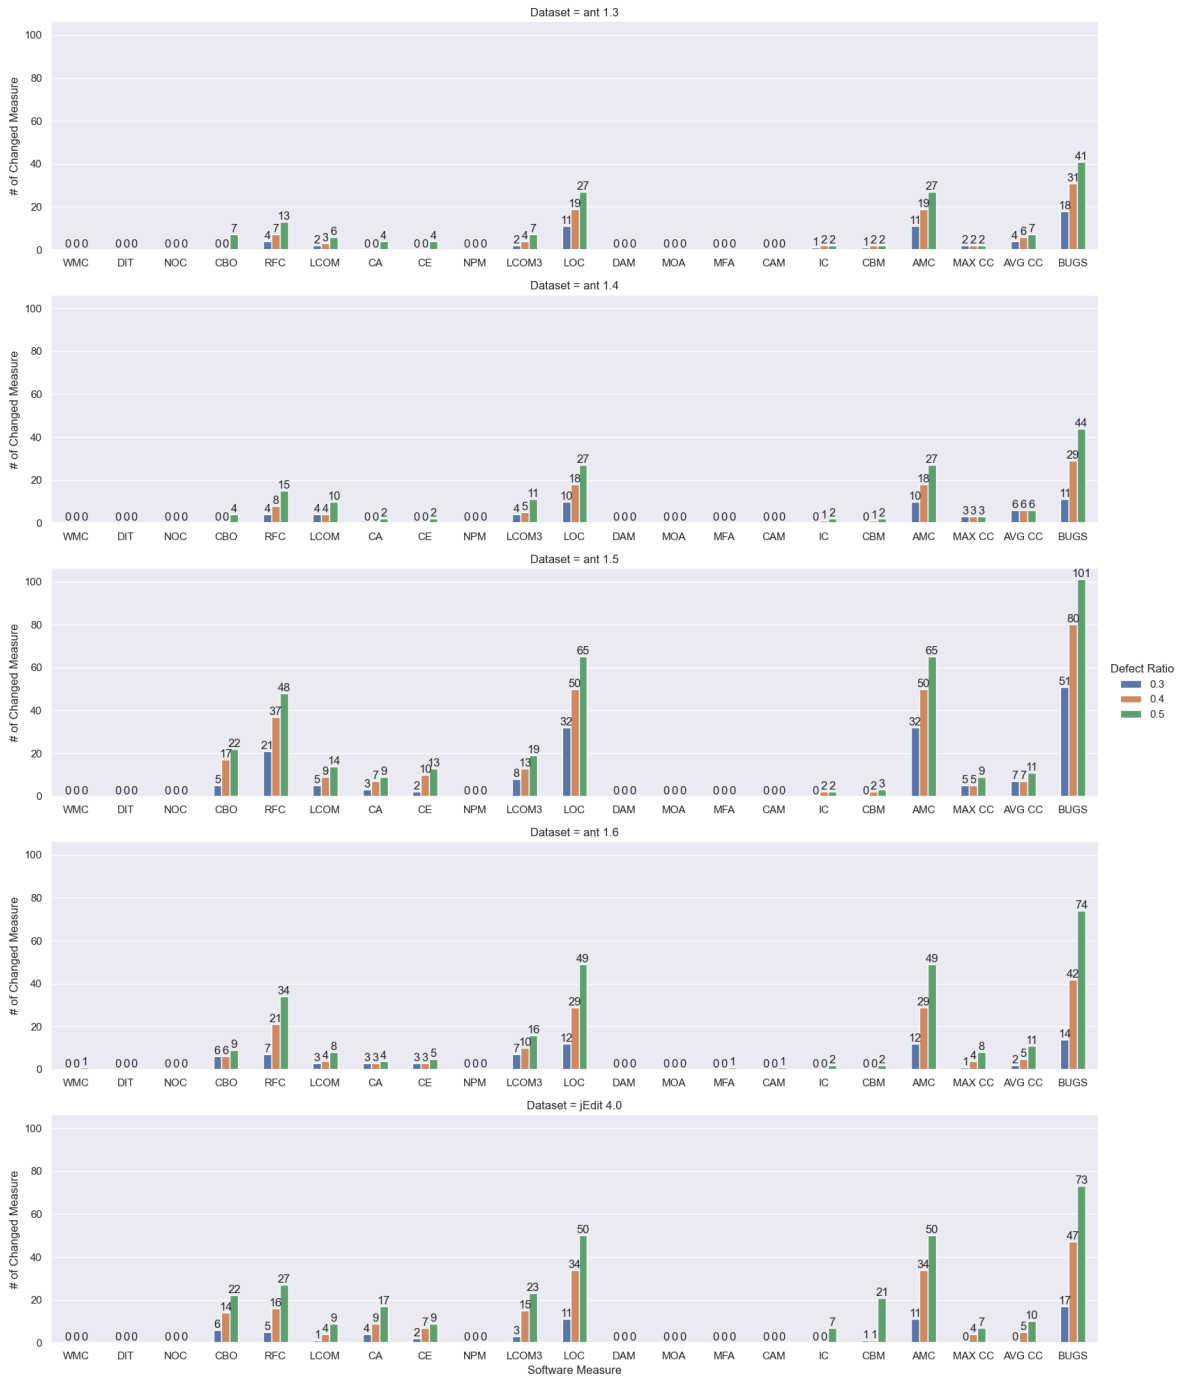 Dataset = ant 1.3
# of Changed Measure
100
80
60
40
20
0
0 0 0
0 0 0
0 0 0
0 0 7
4 7 13
2 3 6
0 0 4
0 0 4
0 0 0
2 4 7
11 19 27
0 0 0
0 0 0
0 0 0
0 0 0
1 2 2
1 2 2
11 19 27
2 2 2
4 6 7
18 31 41
WMC DIT NOC CBO RFC LCOM CA CE NPM LCOM3 LOC DAM MOA MFA CAM IC CBM AMC MAX CC AVG CC BUGS
Dataset = ant 1.4
# of Changed Measure
100
80
60
40
20
0
0 0 0
0 0 0
0 0 0
0 0 4
4 8 15
4 4 10
0 0 2
0 0 2
0 0 0
4 5 11
10 18 27
0 0 0
0 0 0
0 0 0
0 0 0
0 1 2
0 1 2
10 18 27
3 3 3
6 6 6
11 29 44
WMC DIT NOC CBO RFC LCOM CA CE NPM LCOM3 LOC DAM MOA MFA CAM IC CBM AMC MAX CC AVG CC BUGS
Dataset = ant 1.5
# of Changed Measure
100
80
60
40
20
0
0 0 0
0 0 0
0 0 0
5 17 22
21 37 48
5 9 14
3 7 9
2 10 13
0 0 0
8 13 19
32 50 65
0 0 0
0 0 0
0 0 0
0 0 0
0 2 2
0 2 3
32 50 65
5 5 9
7 7 11
51 80 101
WMC DIT NOC CBO RFC LCOM CA CE NPM LCOM3 LOC DAM MOA MFA CAM IC CBM AMC MAX CC AVG CC BUGS
Defect Ratio
0.3
0.4
0.5
Dataset = ant 1.6
# of Changed Measure
100
80
60
40
20
0
0 0 1
0 0 0
0 0 0
6 6 9
7 21 34
3 4 8
3 3 4
3 3 5
0 0 0
7 10 16
12 29 49
0 0 0
0 0 0
0 0 1
0 0 1
0 0 2
0 0 2
12 29 49
1 4 8
2 5 11
14 42 74
WMC DIT NOC CBO RFC LCOM CA CE NPM LCOM3 LOC DAM MOA MFA CAM IC CBM AMC MAX CC AVG CC BUGS
Dataset = jEdit 4.0
# of Changed Measure
100
80
60
40
20
0
0 0 0
0 0 0
0 0 0
6 14 22
5 16 27
1 4 9
4 9 17
2 7 9
0 0 0
3 15 23
11 34 50
0 0 0
0 0 0
0 0 0
0 0 0
0 0 7
1 1 21
11 34 50
0 4 7
0 5 10
17 47 73
WMC DIT NOC CBO RFC LCOM CA CE NPM LCOM3 LOC DAM MOA MFA CAM IC CBM AMC MAX CC AVG CC BUGS
Software Measure